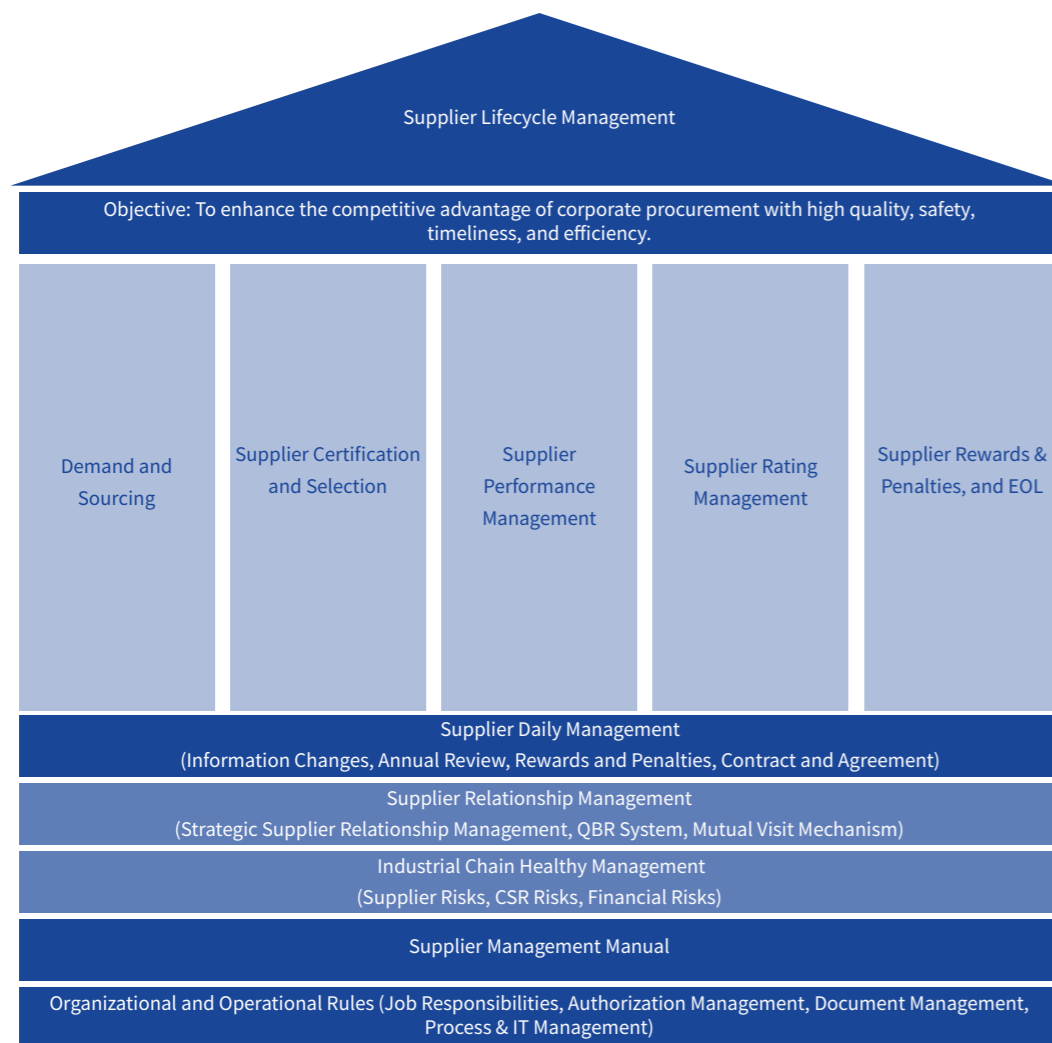 Supplier Lifecycle Management
Objective: To enhance the competitive advantage of corporate procurement with high quality, safety,
timeliness, and efficiency.
Demand and
Sourcing
Supplier Certification
and Selection
Supplier
Performance
Management
Supplier Rating
Management
Supplier Rewards &
Penalties, and EOL
Supplier Daily Management
(Information Changes, Annual Review, Rewards and Penalties, Contract and Agreement)
Supplier Relationship Management
(Strategic Supplier Relationship Management, QBR System, Mutual Visit Mechanism)
Industrial Chain Healthy Management
(Supplier Risks, CSR Risks, Financial Risks)
Supplier Management Manual
Organizational and Operational Rules (Job Responsibilities, Authorization Management, Document Management,
Process & IT Management)